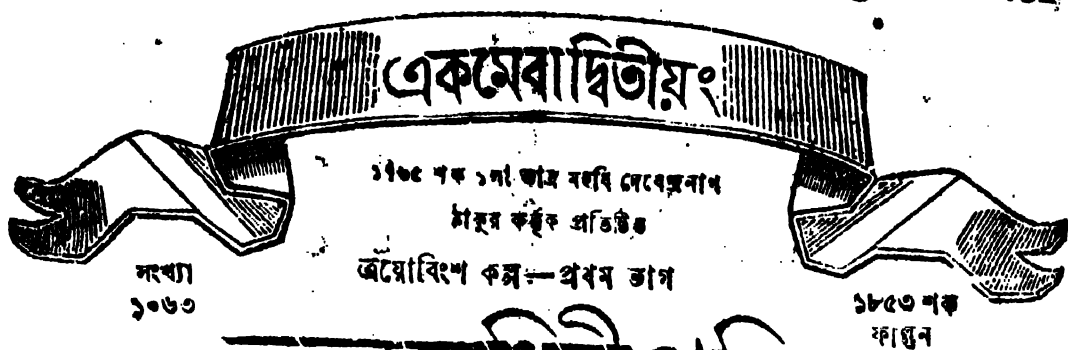 একমেবাদ্বিতীয়ং
১৭৬৫ শক ১লা ভাদ্র মহর্ষি দেবেন্দ্রনাথ
ঠাকুর কর্ত্তৃক প্রতিষ্ঠিত
ত্রয়োবিংশ কল্প—প্রথম ভাগ
সংখ্যা
১০৬৩
১৮৫৩ শক
ফাল্গুন